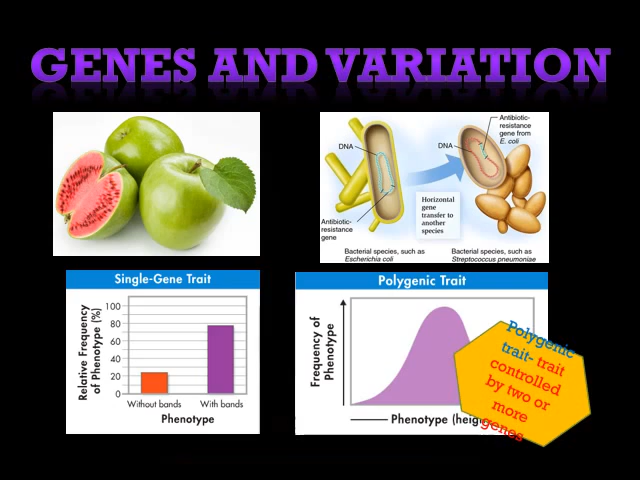 GENES AND VARIATION
DNA
Antibiotic-
resistance
gene
Bacterial species, such as
Escherichia coli
Horizontal
gene
transfer to
another
species
DNA
Antibiotic-
resistance
gene from
E. coli
Bacterial species, such as
Streptococcus pneumoniae
Single-Gene Trait
Relative Frequency
of Phenotype (%)
100
80
60
40
20
0
Without bands
With bands
Phenotype
Polygenic Trait
Frequency of
Phenotype
Phenotype (heig
Polygenic
trait- trait
controlled
by two or
more
genes